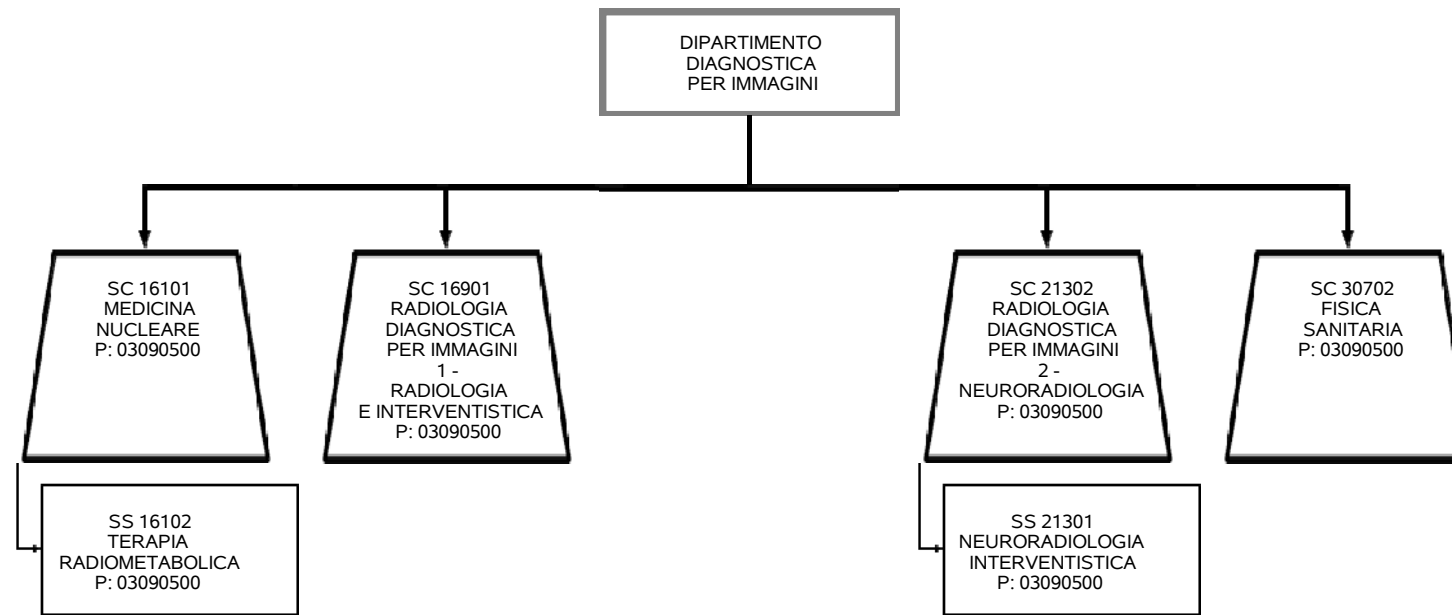 DIPARTIMENTO
DIAGNOSTICA
PER IMMAGINI
SC 16101
MEDICINA
NUCLEARE
P: 03090500
SC 16901
RADIOLOGIA
DIAGNOSTICA
PER IMMAGINI
1 -
RADIOLOGIA
E INTERVENTISTICA
P: 03090500
SC 21302
RADIOLOGIA
DIAGNOSTICA
PER IMMAGINI
2 -
NEURORADIOLOGIA
P: 03090500
SC 30702
FISICA
SANITARIA
P: 03090500
SS 16102
TERAPIA
RADIOMETABOLICA
P: 03090500
SS 21301
NEURORADIOLOGIA
INTERVENTISTICA
P: 03090500